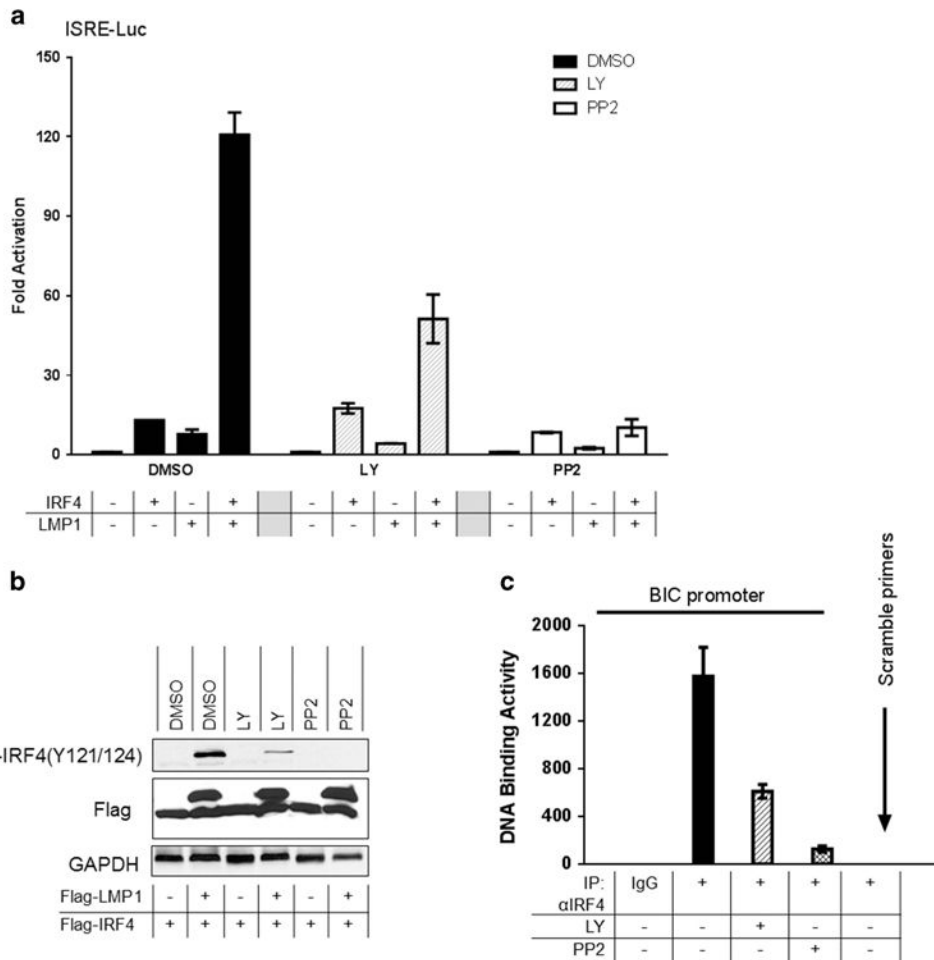 a
ISRE-Luc
150
120
90
60
30
0
Fold Activation
DMSO
LY
PP2
DMSO LY PP2
IRF4 - + - + - + - + - + - +
LMP1 - - + + - - + + - - + +
b
DMSO DMSO LY LY PP2 PP2
-IRF4(Y121/124)
Flag
GAPDH
Flag-LMP1 - + - + - +
Flag-IRF4 + + + + + +
c
BIC promoter
Scramble primers
2000
1600
1200
800
400
0
DNA Binding Activity
IP: IgG + + + +
αIRF4
LY - - + - -
PP2 - - - + -